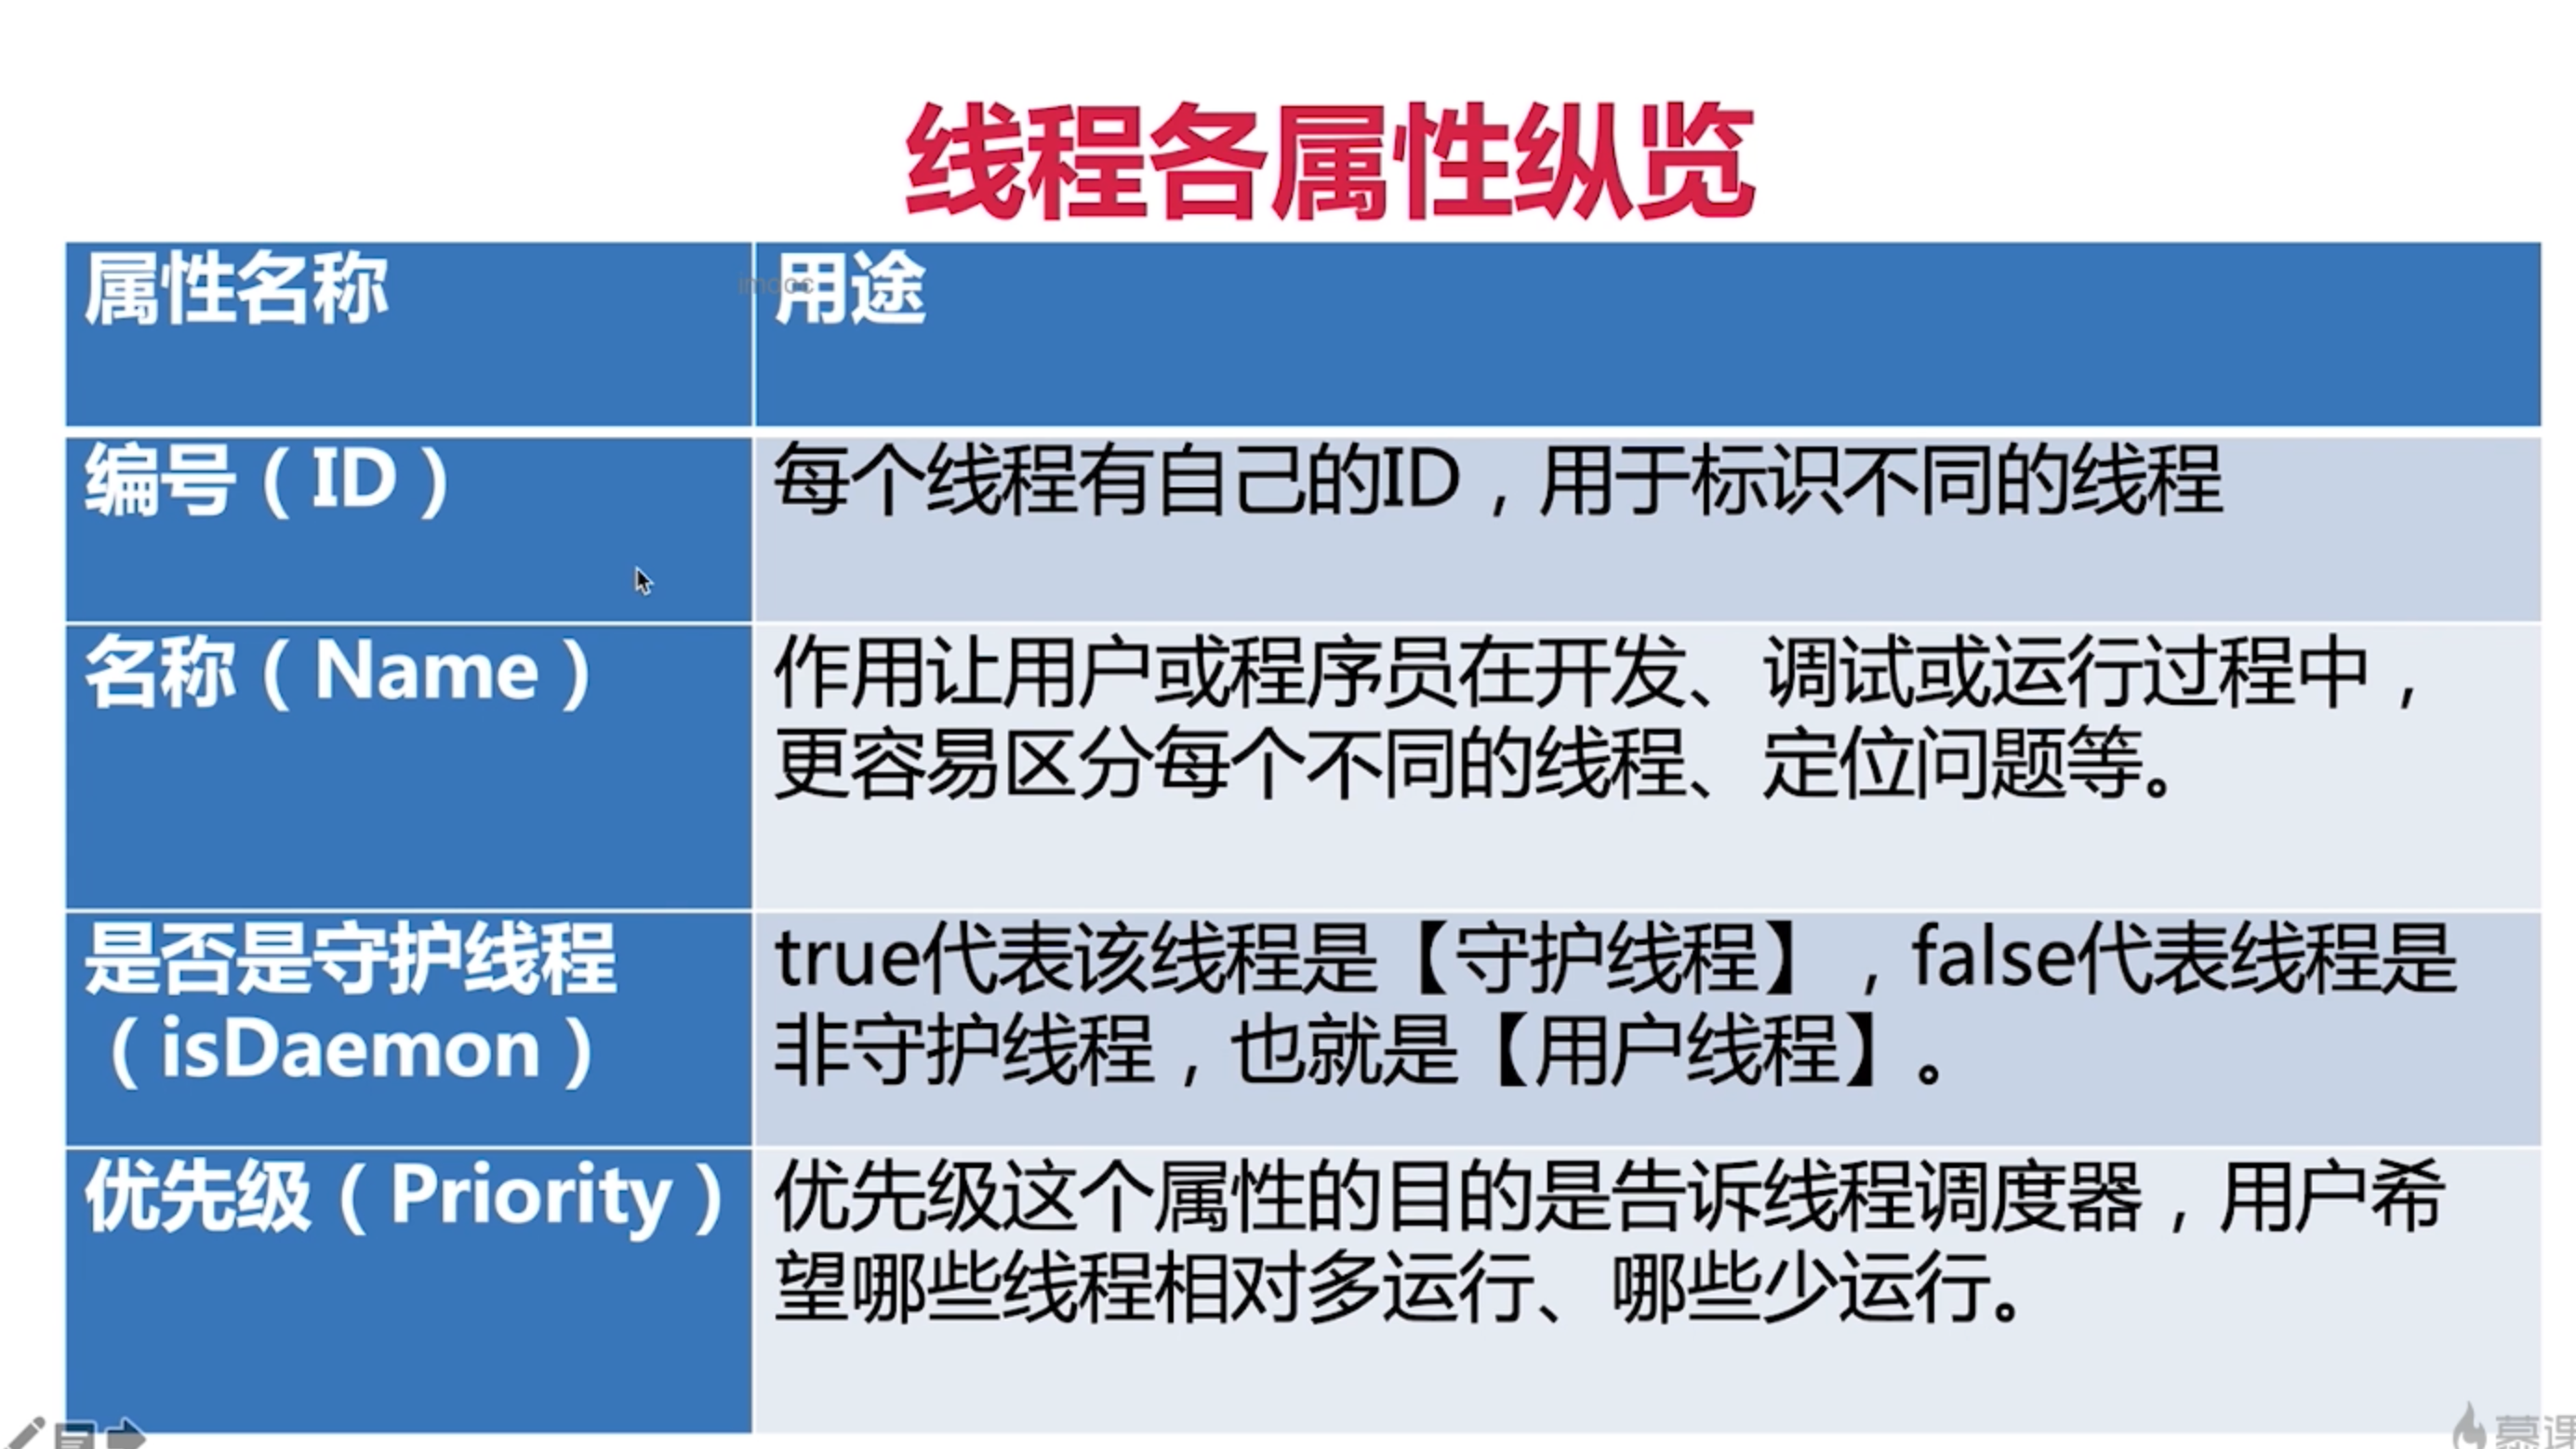 线程各属性纵览
属性名称
用途
imooc
编号（ID）
每个线程有自己的ID，用于标识不同的线程
名称（Name）
作用让用户或程序员在开发、调试或运行过程中，
更容易区分每个不同的线程、定位问题等。
是否是守护线程
（isDaemon）
true代表该线程是【守护线程】，false代表线程是
非守护线程，也就是【用户线程】。
优先级（Priority）
优先级这个属性的目的是告诉线程调度器，用户希
望哪些线程相对多运行、哪些少运行。
慕课